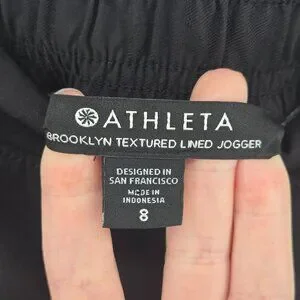 ATHLETA
BROOKLYN TEXTURED LINED JOGGER
DESIGNED IN
SAN FRANCISCO
MADE IN
INDONESIA
8